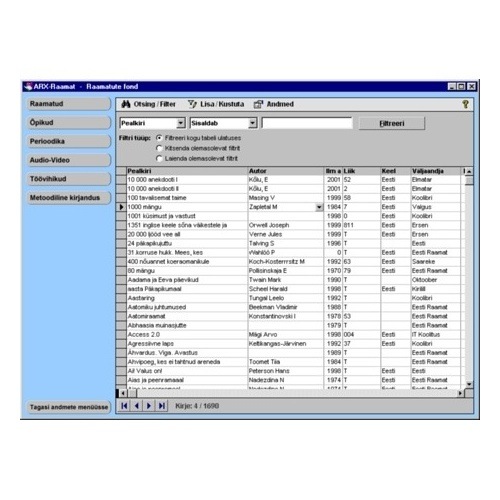 ARX-Raamat - Raamatute fond
Raamatud
Õpikud
Perioodika
Audio-Video
Töövihikud
Metoodiline kirjandus
Tagasi andmete menüüsse
Otsing / Filter Lisa / Kustuta Andmed ?
Pealkiri Sisaldab Filtreeri
Filtri tüüp: Filtreeri kogu tabeli ulatuses
Kitsenda olemasolevat filtrit
Laienda olemasolevat filtrit
Pealkiri Autor Ilm a Liik Keel Väljaandja
10 000 anekdooti I Kõlu, E 2001 52 Eesti Elmatar
10 000 anekdooti II Kõlu, E 2001 2 Eesti Elmatar
100 tavalisemat taime Masing V 1999 58 Eesti Koolibri
1000 mängu Zapletal M 1984 7 Eesti Valgus
1001 küsimust ja vastust 1998 0 Eesti Koolibri
1351 inglise keele sõna väikestele ja Orwell Joseph 1999 811 Eesti Ersen
20 000 ljööd vee all Verne Jules 1999 T Eesti Ersen
24 päkapikujuttu Talving S 1996 T Eesti
31.korruse hukk. Mees, kes 0 T Eesti Eesti Raamat
400 nõuannet koeraomanikule 1992 63 Eesti Saareke
80 mängu Polisinskaja E 1970 79 Eesti Eesti Raamat
Aadama ja Eeva päevikud Twain Mark 1990 T Oktoober
aasta Päkapikumaal Scheel Harald 1998 T Eesti Kirilill
Aastaring Tungal Leelo 1992 T Koolibri
Aatomiku juhtumused Beekman Vladimir 1988 T Eesti Raamat
Aatomiraamat Konstantinovski I 1978 53 Eesti Raamat
Abhaasia muinasjutte 1979 T Eesti Raamat
Access 2.0 Mägi Arvo 1998 004 Eesti IT Koolitus
Agressiivne laps Keltikangas-Järvinen 1992 37 Eesti Koolibri
Ahvardus. Viga. Avastus 1989 T Eesti Raamat
Ahvipoeg, kes ei tahtnud areneda Toomet Tiia 1984 T Eesti Raamat
Ai! Valus on! Peterson Hans 1998 T Eesti Eesti Raamat
Aias ja peenramaaal Nadezdina N 1974 T Eesti Eesti Raamat
Kirje: 4 / 1690